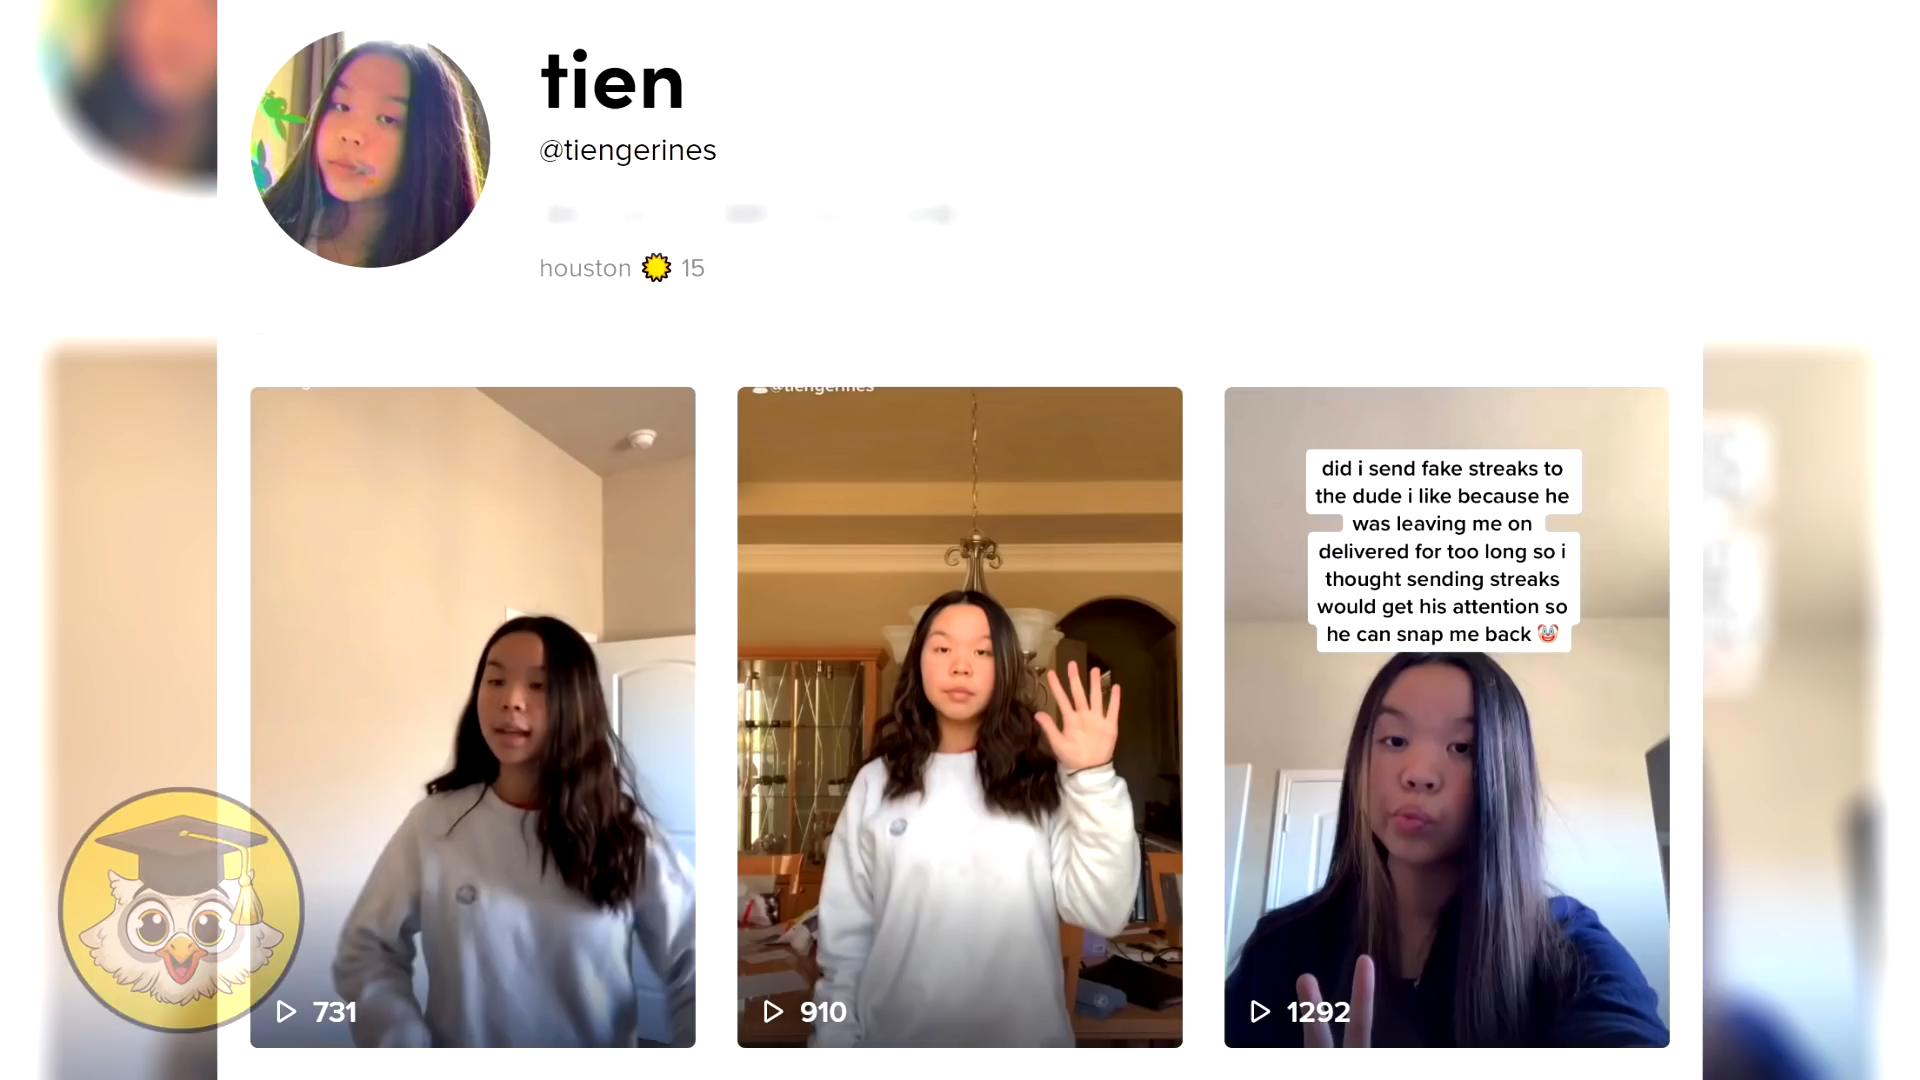 tien
@tiengerines
houston 15
@tiengerines
did i send fake streaks to
the dude i like because he
was leaving me on
delivered for too long so i
thought sending streaks
would get his attention so
he can snap me back 🤡
731
910
1292